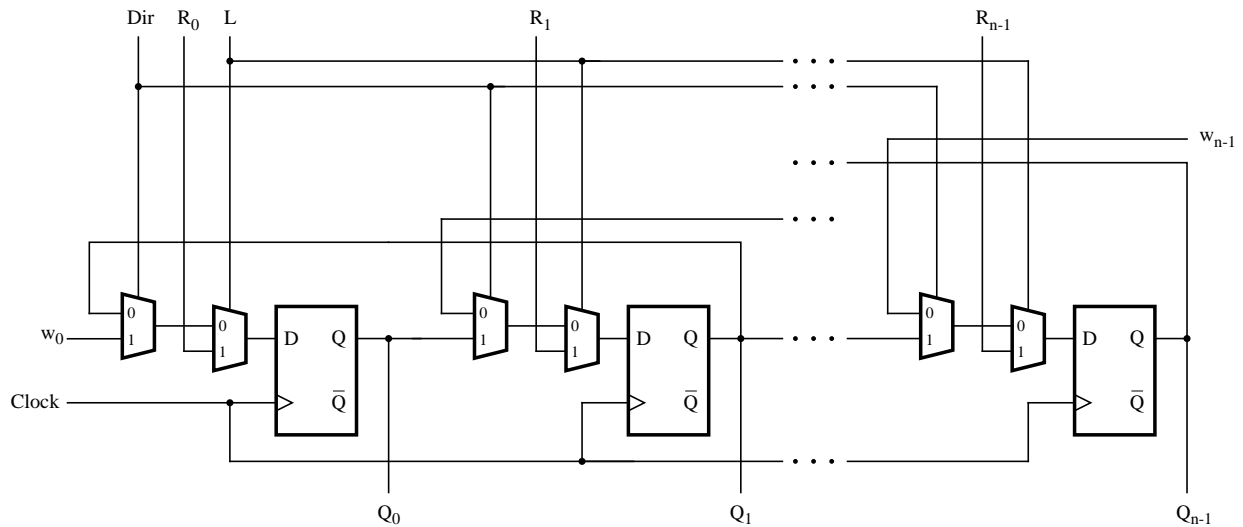 Dir R₀ L R₁ Rₙ₋₁
wₙ₋₁
0 0 0 0 0 0
w₀ 1 1 D Q 1 1 D Q 1 1 D Q
Clock Q̅ Q̅ Q̅
Q₀ Q₁ Qₙ₋₁